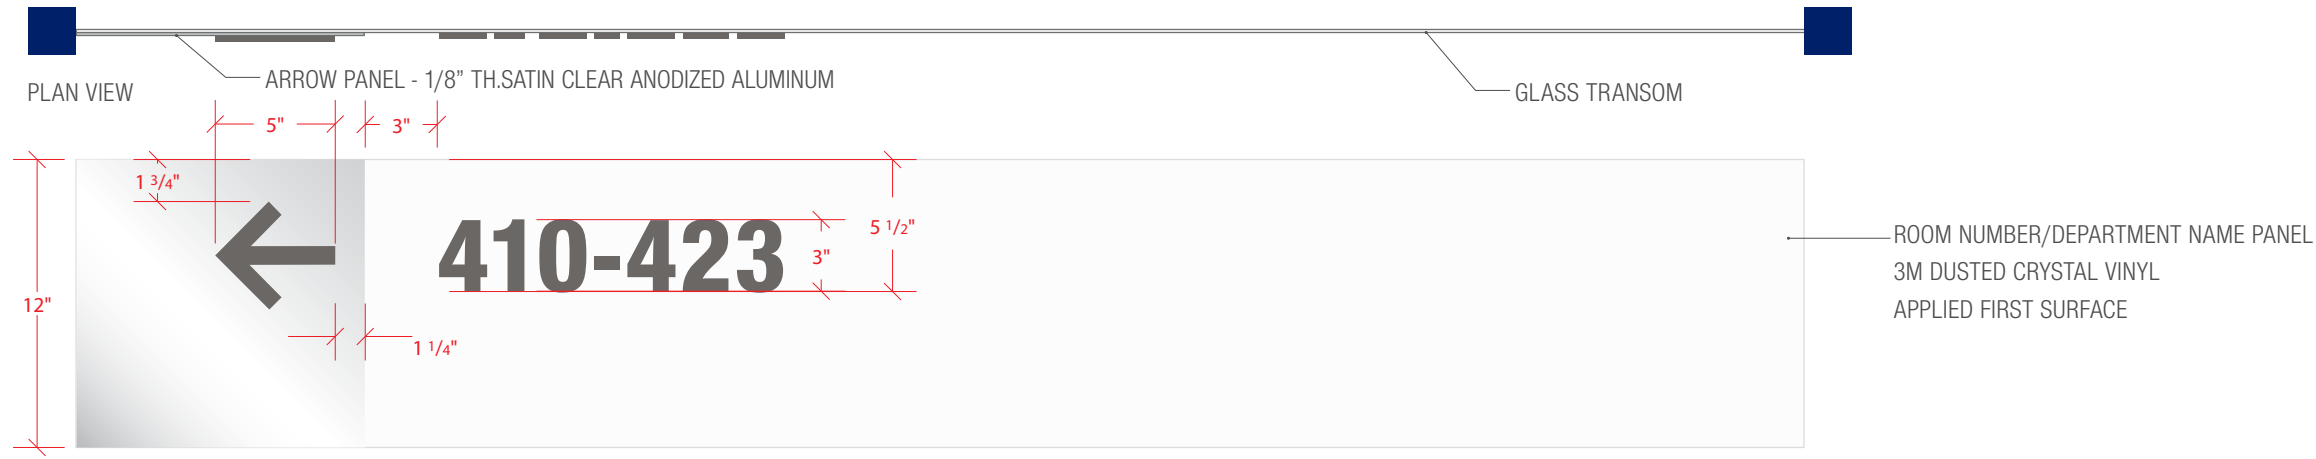 ARROW PANEL - 1/8” TH.SATIN CLEAR ANODIZED ALUMINUM
PLAN VIEW
GLASS TRANSOM
5"
3"
1 3/4"
410-423
5 1/2"
3"
12"
1 1/4"
ROOM NUMBER/DEPARTMENT NAME PANEL
3M DUSTED CRYSTAL VINYL
APPLIED FIRST SURFACE